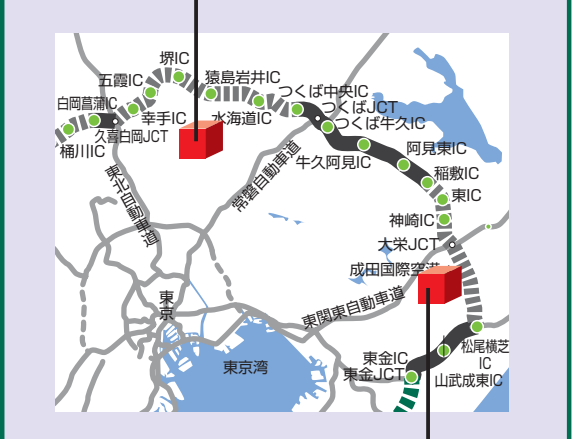 堺IC
五霞IC
猿島岩井IC
つくば中央IC
白岡菖蒲IC
つくばJCT
幸手IC
水海道IC
つくば牛久IC
久喜白岡JCT
桶川IC
阿見東IC
牛久阿見IC
稲敷IC
常磐自動車道
東北自動車道
東IC
神崎IC
大栄JCT
成田国際空
東京
東関東自動車道
松尾横芝
IC
東金IC
東京湾
東金JCT
山武成東IC